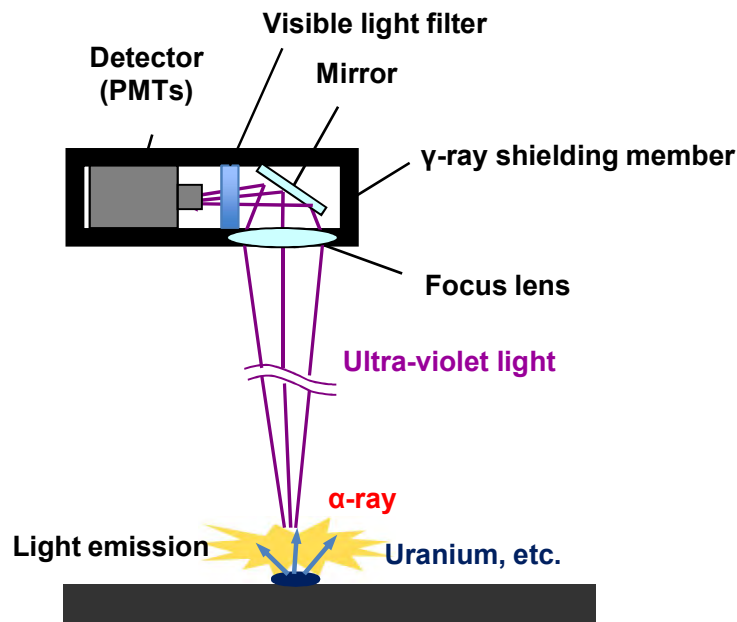 Visible light filter
Detector
(PMTs)
Mirror
γ-ray shielding member
Focus lens
Ultra-violet light
α-ray
Light emission
Uranium, etc.